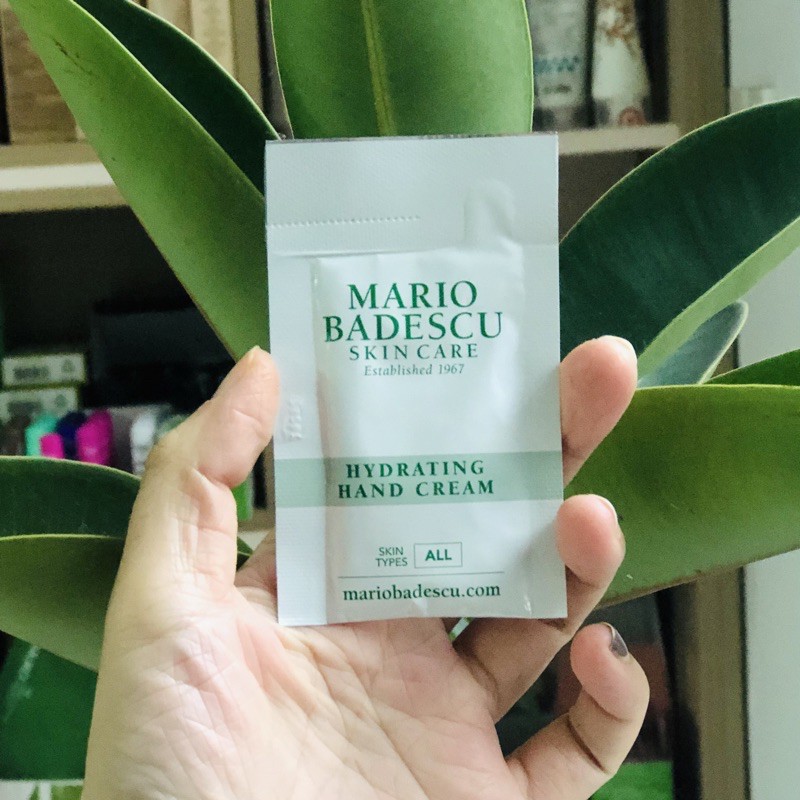 MARIO
BADESCU
SKIN CARE
Established 1967
HYDRATING
HAND CREAM
SKIN
TYPES
ALL
mariobadescu.com